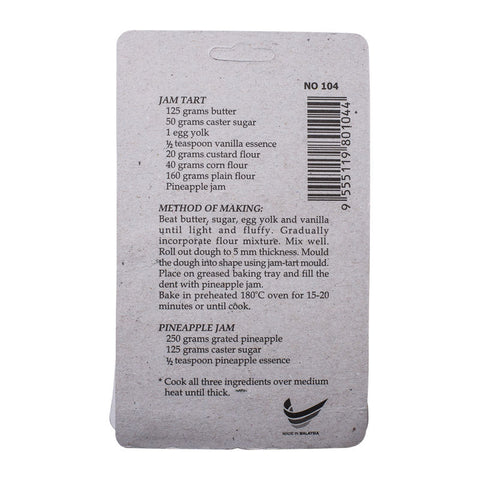 NO 104
JAM TART
125 grams butter
50 grams caster sugar
1 egg yolk
½ teaspoon vanilla essence
20 grams custard flour
40 grams corn flour
160 grams plain flour
Pineapple jam
9 555119 801044
METHOD OF MAKING:
Beat butter, sugar, egg yolk and vanilla
until light and fluffy. Gradually
incorporate flour mixture. Mix well.
Roll out dough to 5 mm thickness. Mould
the dough into shape using jam-tart mould.
Place on greased baking tray and fill the
dent with pineapple jam.
Bake in preheated 180°C oven for 15-20
minutes or until cook.
PINEAPPLE JAM
250 grams grated pineapple
125 grams caster sugar
½ teaspoon pineapple essence
* Cook all three ingredients over medium
heat until thick.
MADE IN MALAYSIA